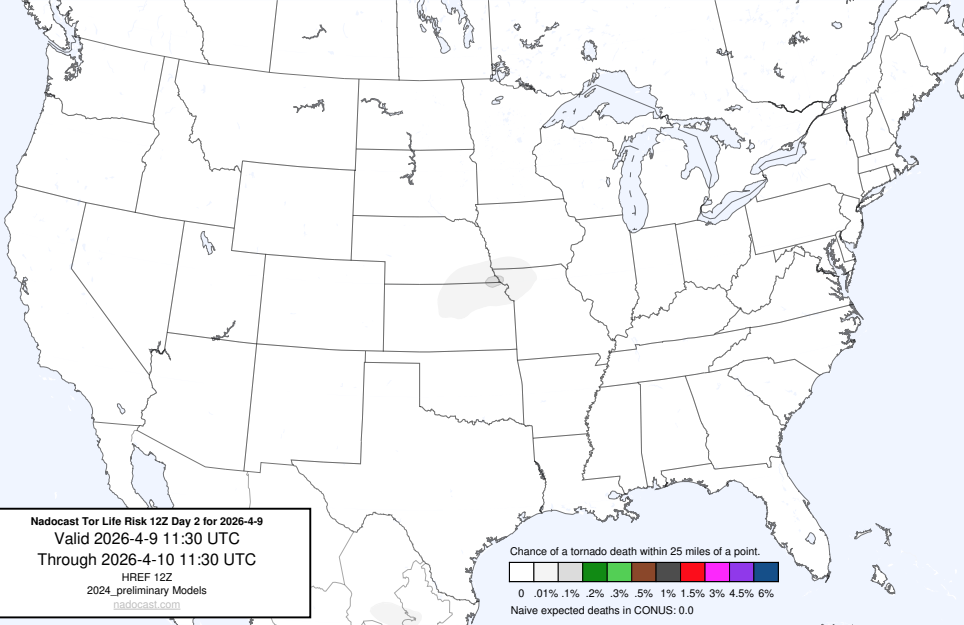 Nadocast Tor Life Risk 12Z Day 2 for 2026-4-9
Valid 2026-4-9 11:30 UTC
Through 2026-4-10 11:30 UTC
HREF 12Z
2024_preliminary Models
nadocast.com
Chance of a tornado death within 25 miles of a point.
0 .01% .1% .2% .3% .5% 1% 1.5% 3% 4.5% 6%
Naive expected deaths in CONUS: 0.0